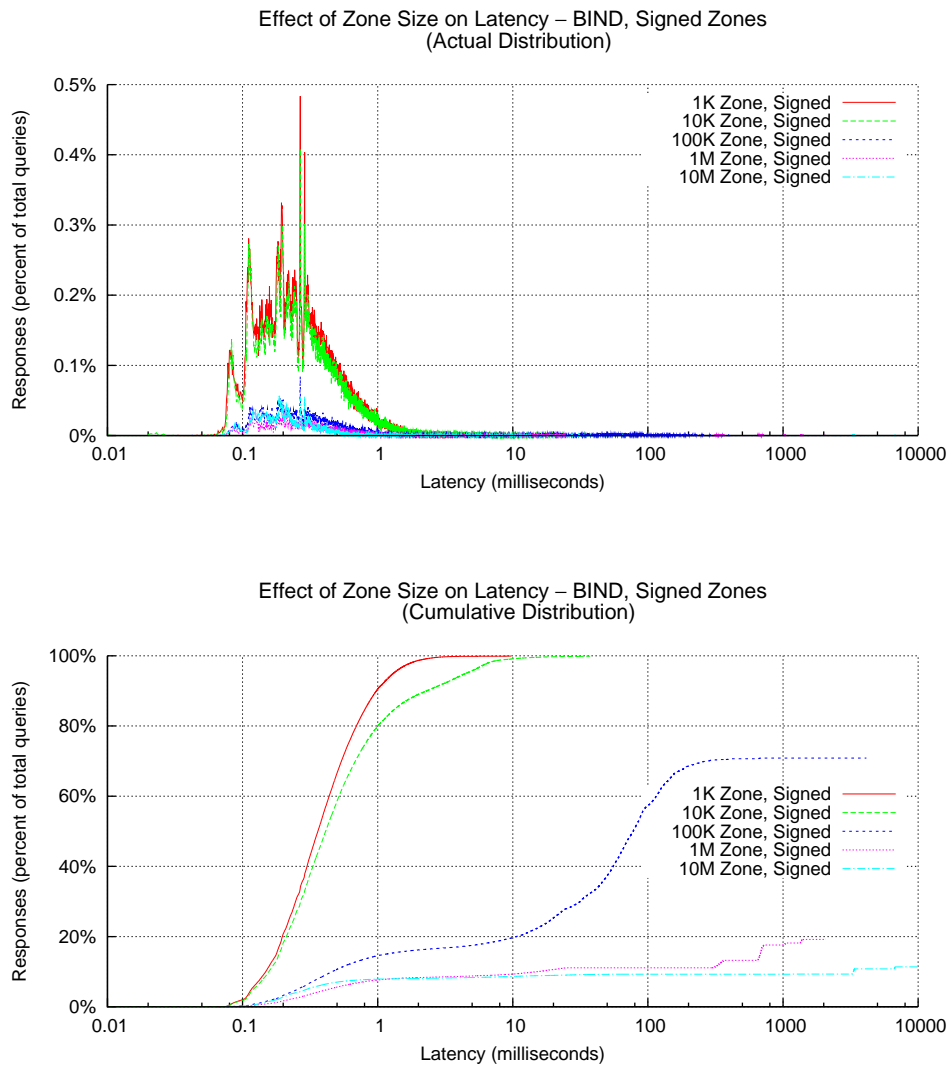 Effect of Zone Size on Latency – BIND, Signed Zones
(Actual Distribution)
0.5%
0.4%
0.3%
0.2%
0.1%
0%
Responses (percent of total queries)
1K Zone, Signed
10K Zone, Signed
100K Zone, Signed
1M Zone, Signed
10M Zone, Signed
0.01 0.1 1 10 100 1000 10000
Latency (milliseconds)
Effect of Zone Size on Latency – BIND, Signed Zones
(Cumulative Distribution)
100%
80%
60%
40%
20%
0%
Responses (percent of total queries)
1K Zone, Signed
10K Zone, Signed
100K Zone, Signed
1M Zone, Signed
10M Zone, Signed
0.01 0.1 1 10 100 1000 10000
Latency (milliseconds)